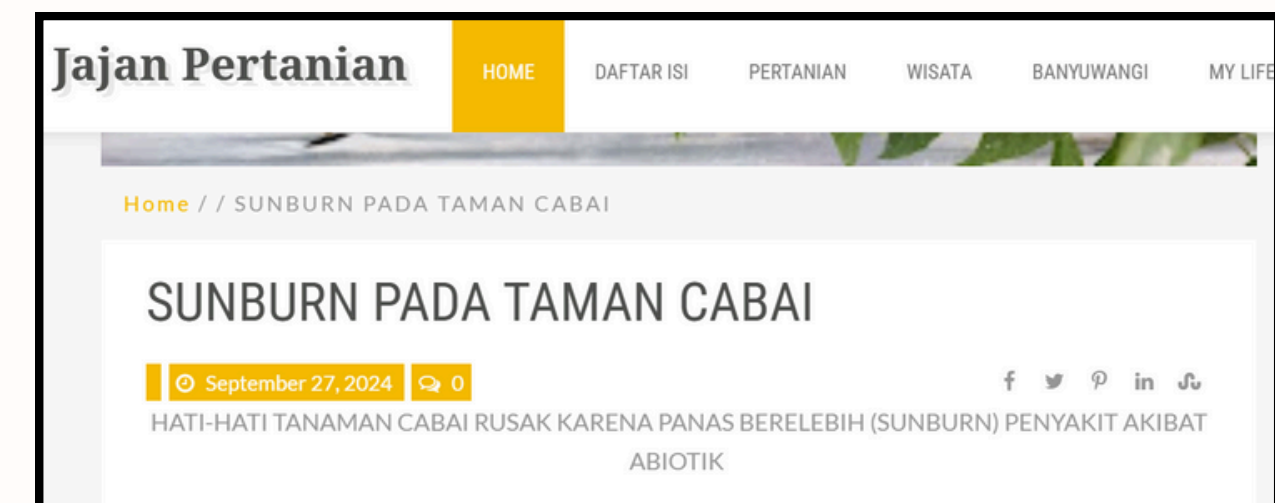 Jajan Pertanian HOME DAFTAR ISI PERTANIAN WISATA BANYUWANGI MY LIFE
Home / / SUNBURN PADA TAMAN CABAI
SUNBURN PADA TAMAN CABAI
September 27, 2024 0
HATI-HATI TANAMAN CABAI RUSAK KARENA PANAS BERELEBIH (SUNBURN) PENYAKIT AKIBAT
ABIOTIK